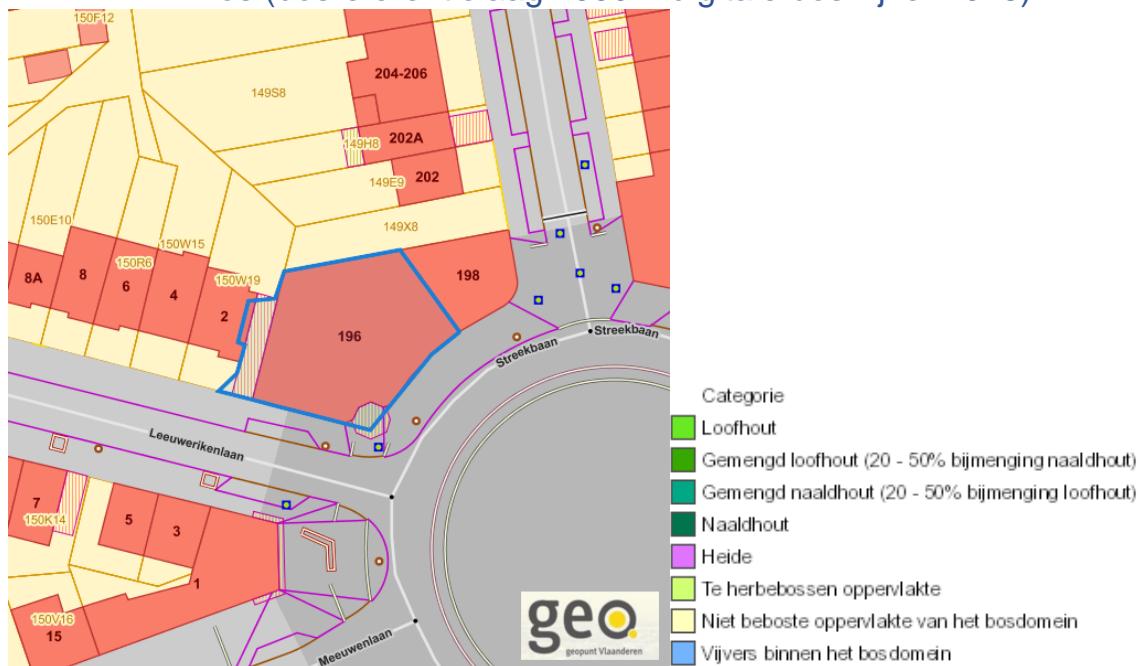 150F12
204-206
149S8
202A
149H8
202
149E9
150E10
149X8
150W15
150R6
150W19
198
8A
8
6
4
2
196
Streekbaan
Streekbaan
Leeuwerikenlaan
7
150K14
5
3
1
150V16
15
Meeuwenlaan
geo.
geopunt Vlaanderen
Categorie
Loofhout
Gemengd loofhout (20 - 50% bijmenging naaldhout)
Gemengd naaldhout (20 - 50% bijmenging loofhout)
Naaldhout
Heide
Te herbebossen oppervlakte
Niet beboste oppervlakte van het bosdomein
Vijvers binnen het bosdomein